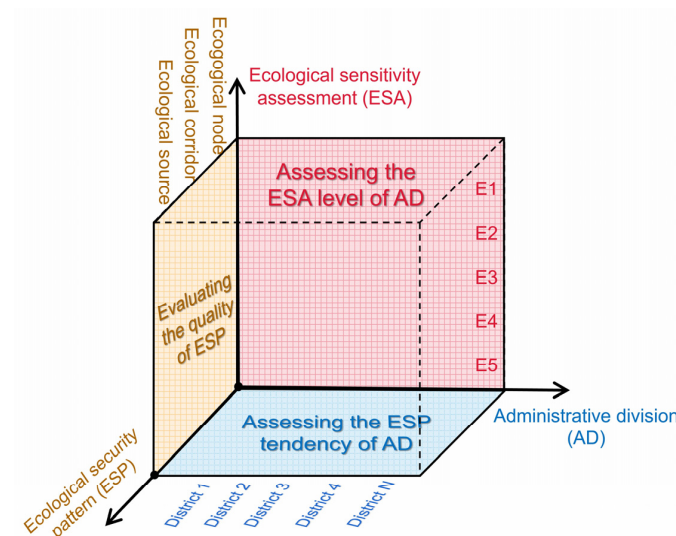 Ecogogical node
Ecological corridor
Ecological source
Ecological sensitivity
assessment (ESA)
Assessing the
ESA level of AD
E1
E2
E3
E4
E5
Evaluating
the quality
of ESP
Assessing the ESP
tendency of AD
Administrative division
(AD)
Ecological security
pattern (ESP)
District 1
District 2
District 3
District 4
District N